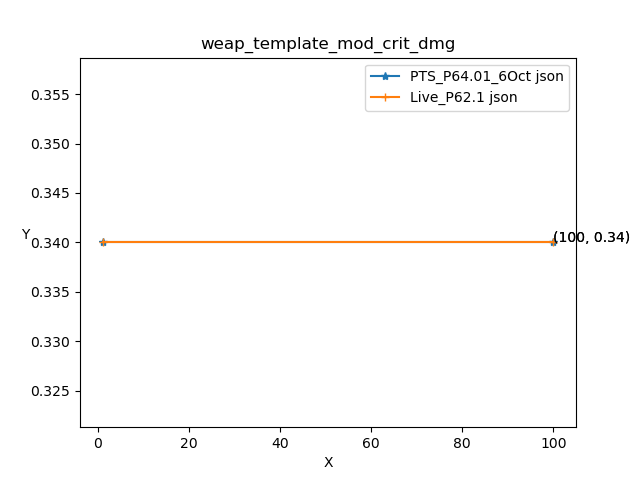 weap_template_mod_crit_dmg
PTS_P64.01_6Oct json
Live_P62.1 json
0.355
0.350
0.345
Y
0.340
(100, 0.34)
0.335
0.330
0.325
0
20
40
60
80
100
X